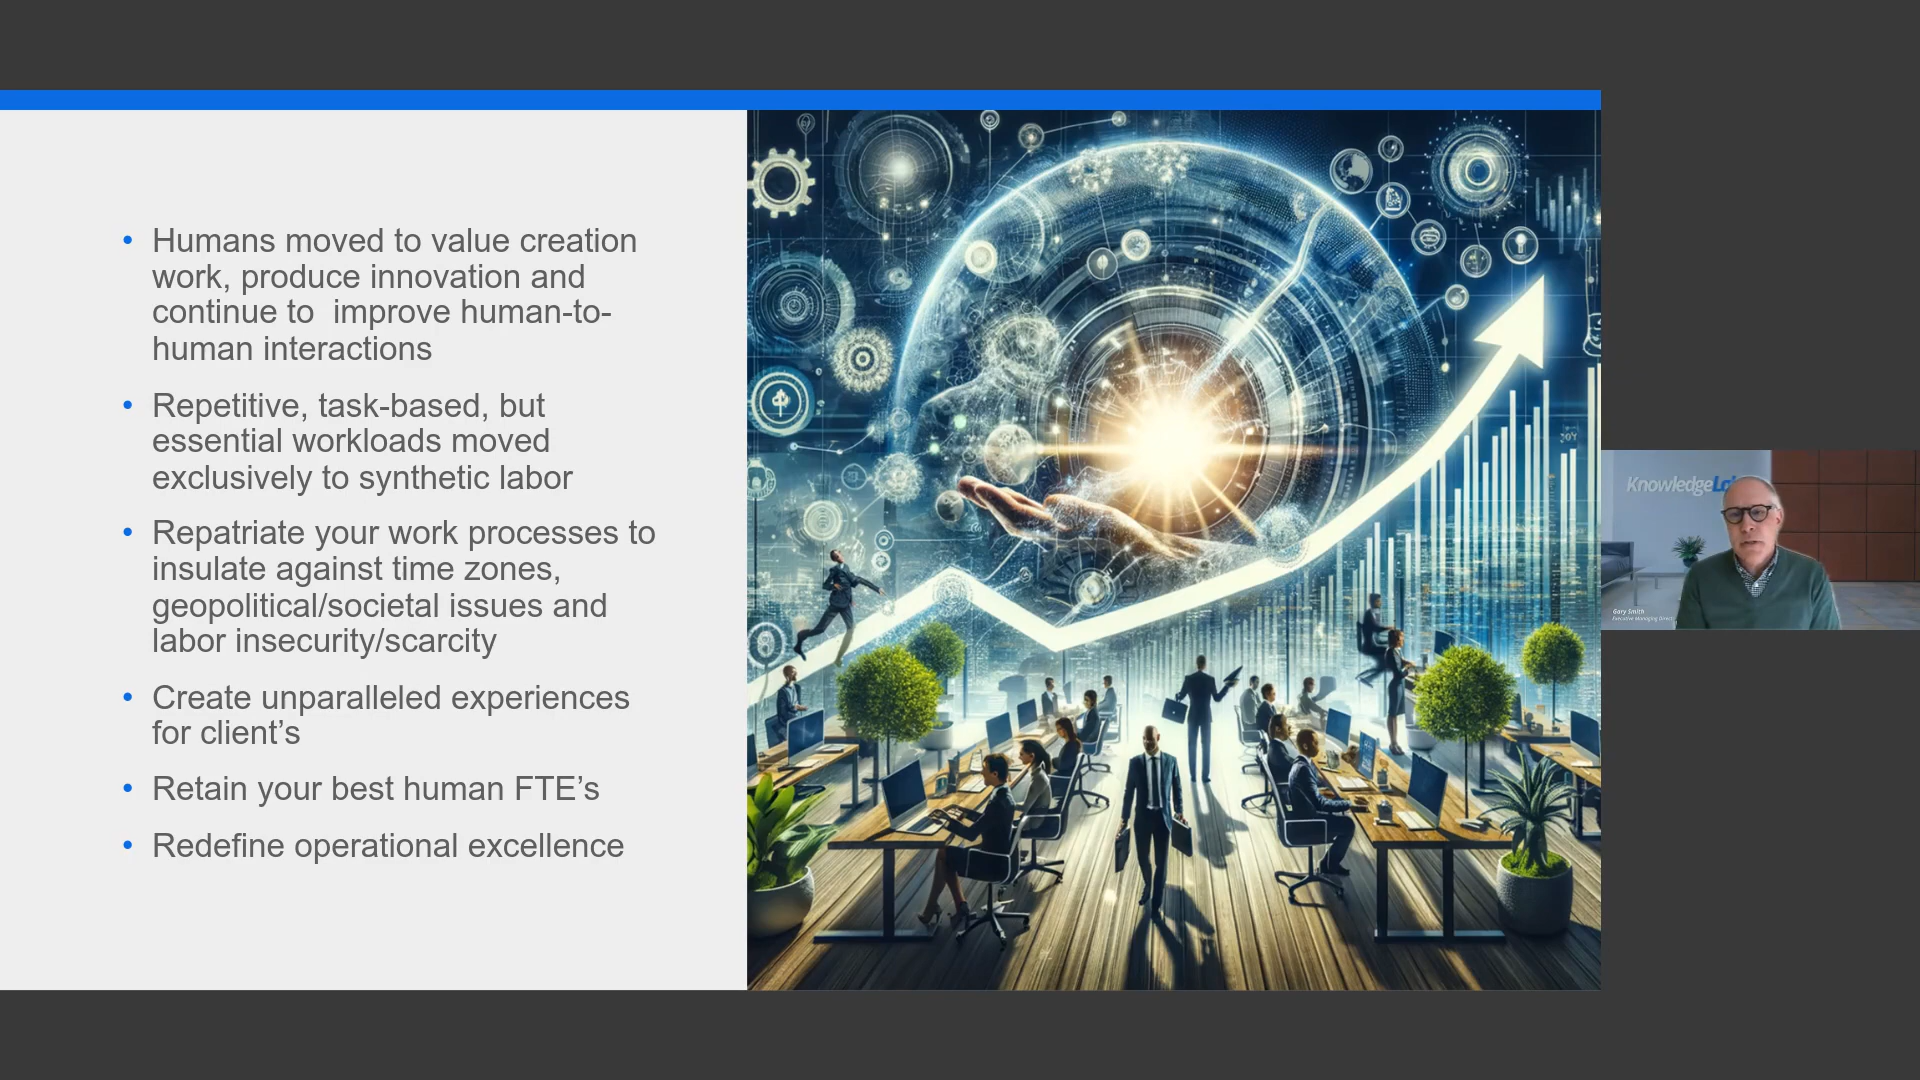 Humans moved to value creation
work, produce innovation and
continue to  improve human-to-
human interactions
Repetitive, task-based, but
essential workloads moved
exclusively to synthetic labor
Repatriate your work processes to
insulate against time zones,
geopolitical/societal issues and
labor insecurity/scarcity
Create unparalleled experiences
for client’s
Retain your best human FTE’s
Redefine operational excellence
Gary Smith
Executive Managing